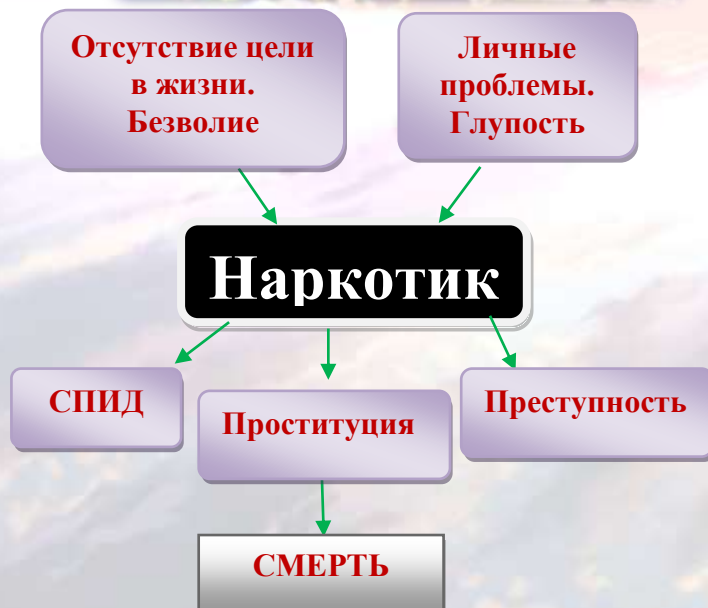 Отсутствие цели
в жизни.
Безволие
Личные
проблемы.
Глупость
Наркотик
СПИД
Проституция
Преступность
СМЕРТЬ